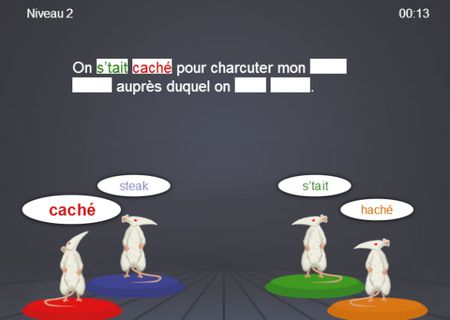 Niveau 2 00:13
On s'tait caché pour charcuter mon
auprès duquel on .
steak s'tait
caché haché